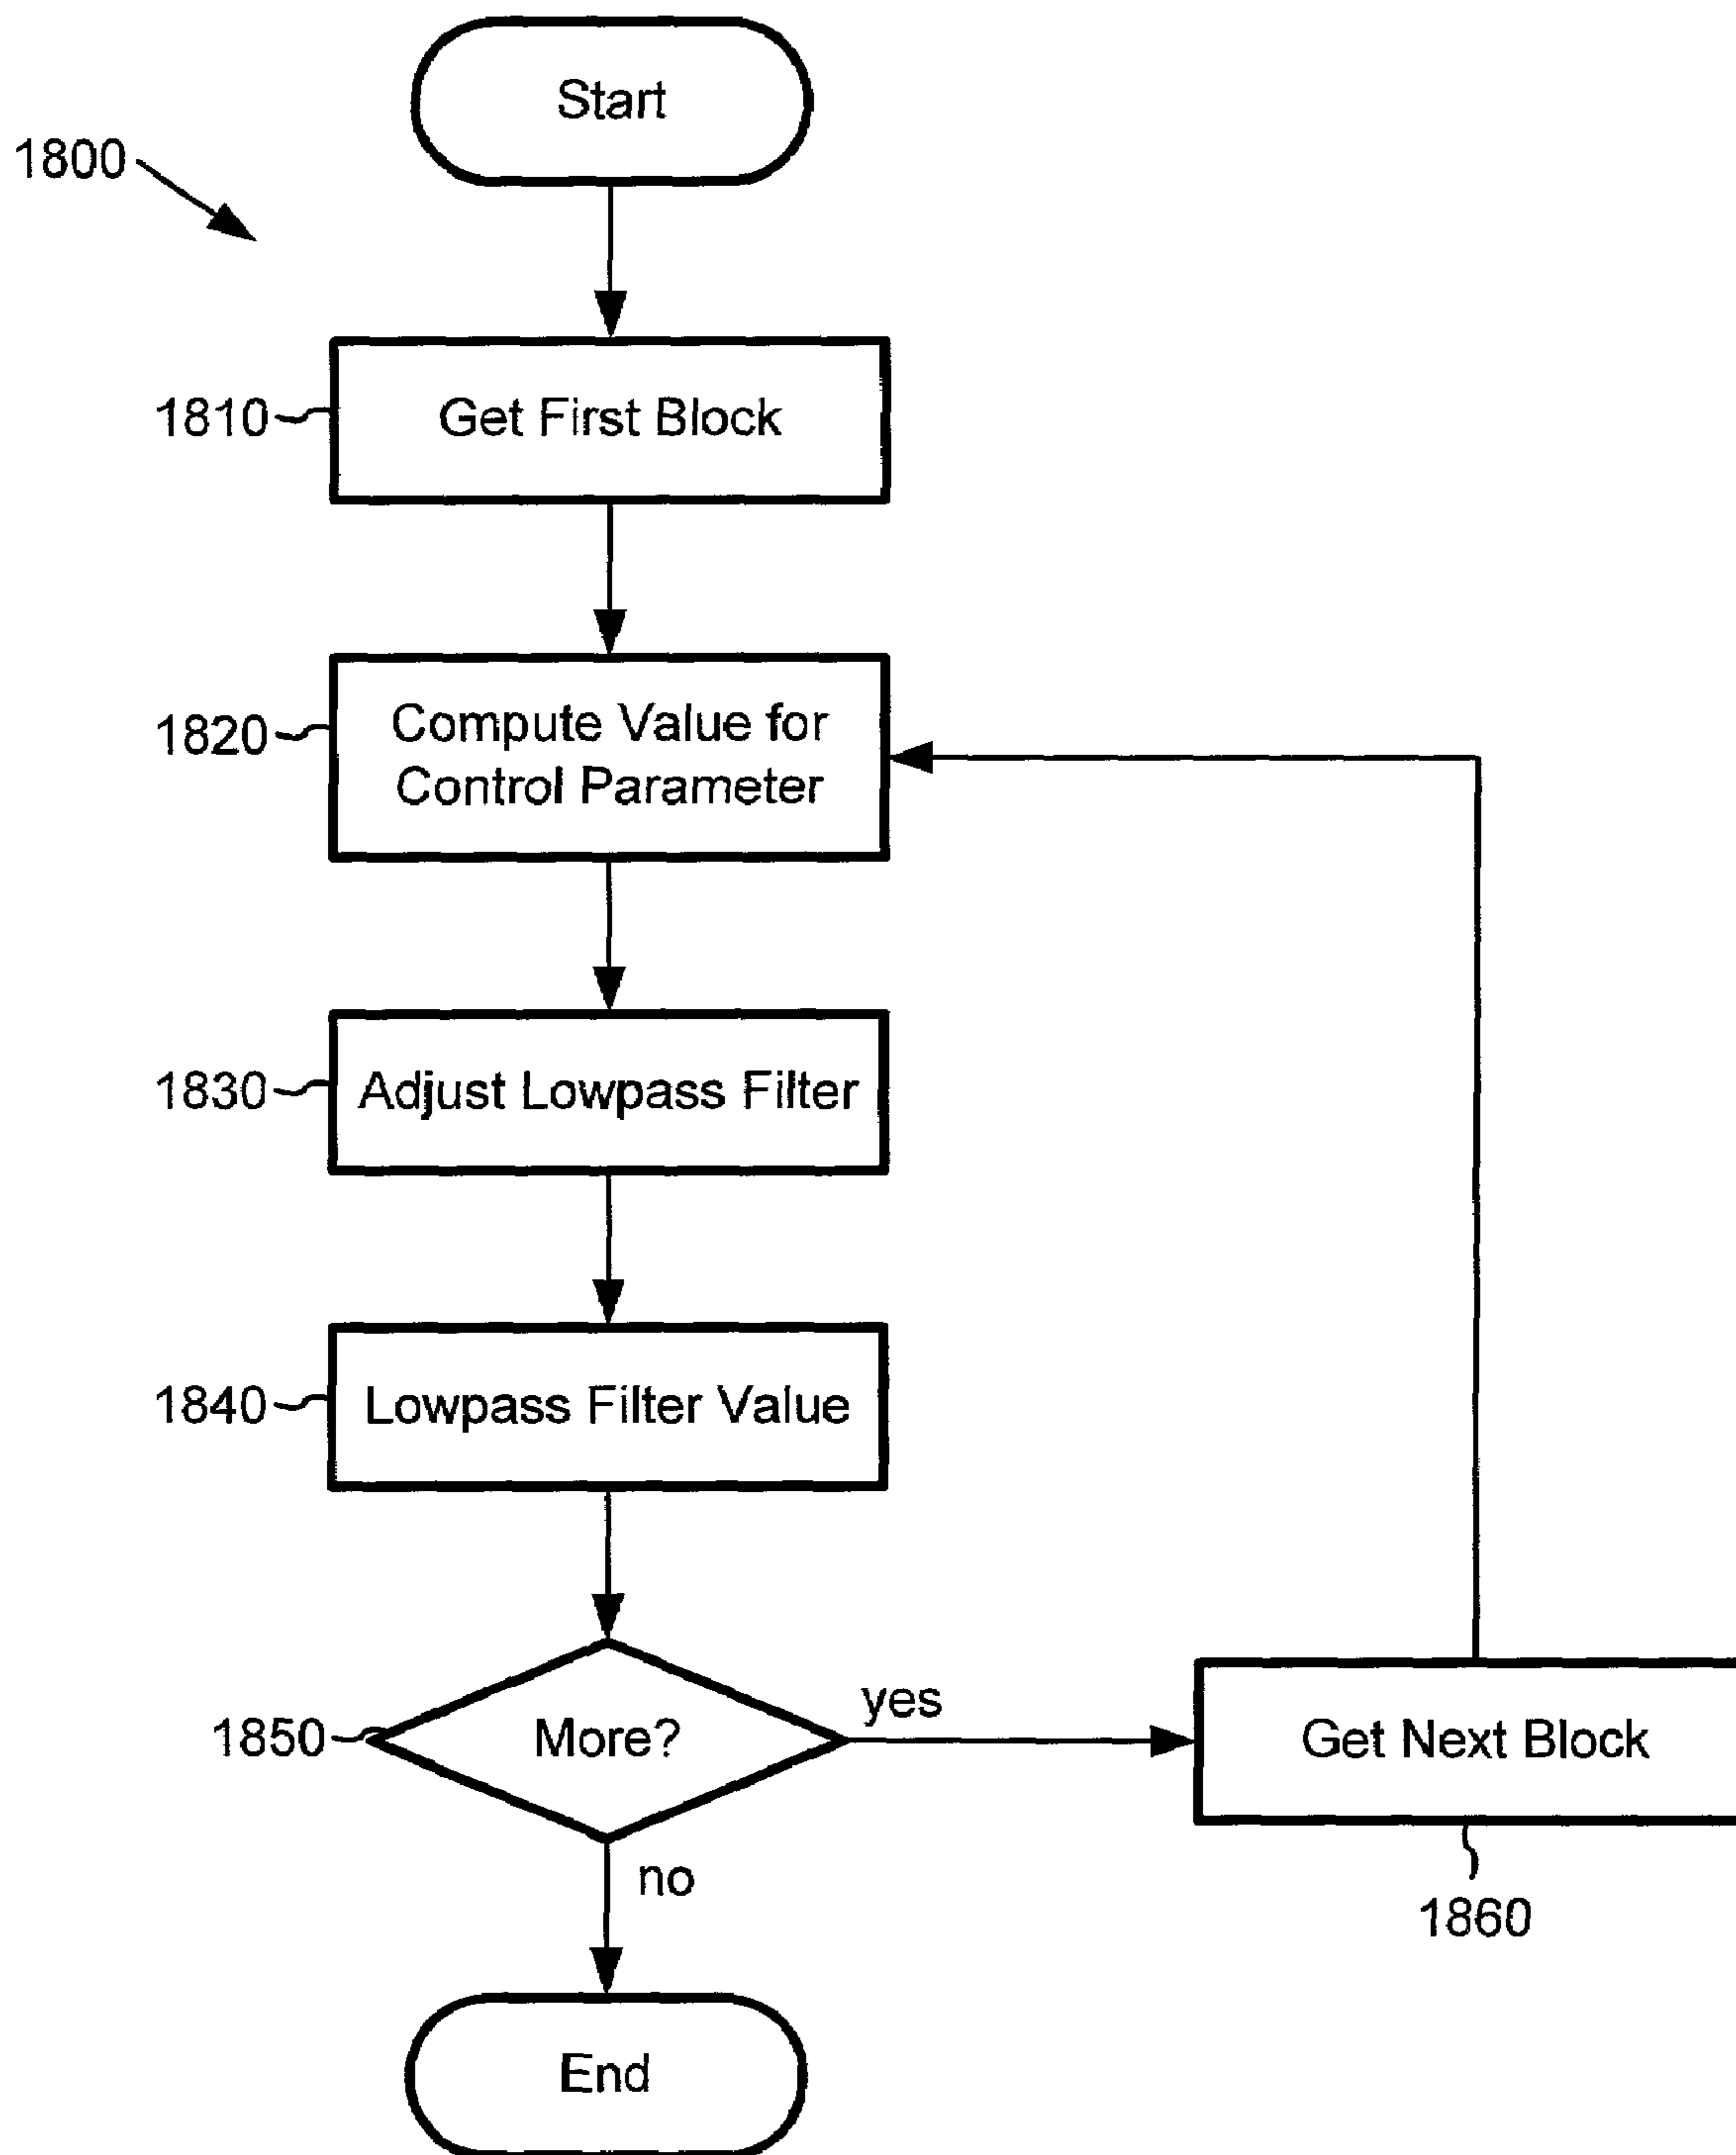 Start
1800
1810
Get First Block
1820
Compute Value for
Control Parameter
1830
Adjust Lowpass Filter
1840
Lowpass Filter Value
1850
More?
yes
Get Next Block
no
1860
End